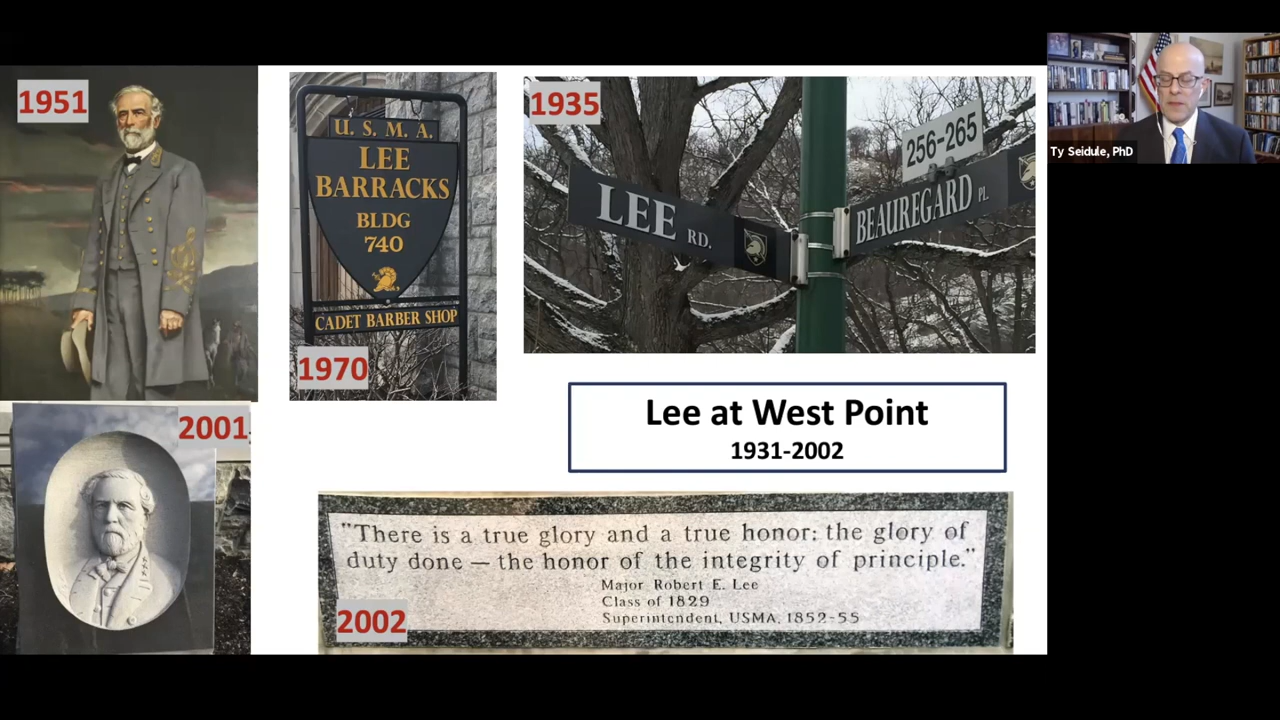 1951
U. S. M. A.
LEE
BARRACKS
BLDG
740
CADET BARBER SHOP
1970
1935
LEE RD.
256-265
BEAUREGARD PL.
Ty Seidule, PhD
2001
Lee at West Point
1931-2002
"There is a true glory and a true honor: the glory of
duty done — the honor of the integrity of principle."
Major Robert E. Lee
Class of 1829
Superintendent, USMA, 1852-55
2002